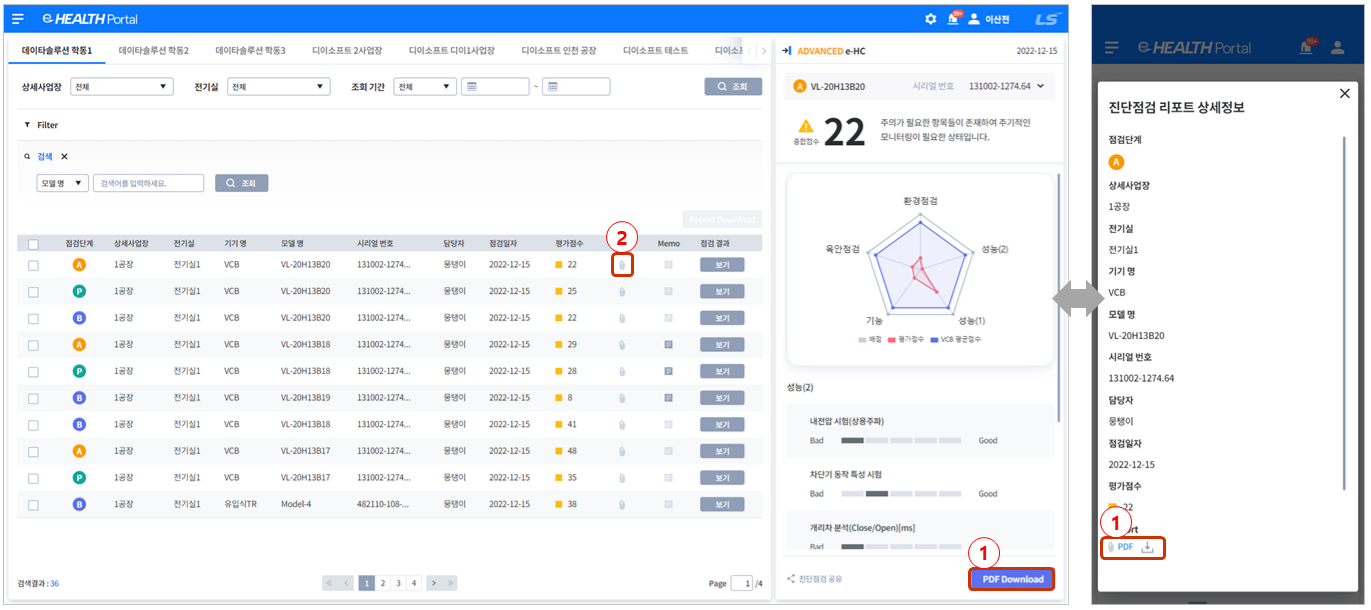 e HEALTH Portal
99+
이산전
LS
데이타솔루션 학동1 데이타솔루션 학동2 데이타솔루션 학동3 디이소프트 2사업장 디이소프트 디이1사업장 디이소프트 인천 공장 디이소프트 테스트 디이소
상세사업장 전체 전기실 전체 조회 기간 전체 ~ 조회
Filter
검색 X
모델 명 검색어를 입력하세요. 조회
Report Download
점검단계 상세사업장 전기실 기기 명 모델 명 시리얼 번호 담당자 점검일자 평가점수 Memo 점검 결과
2
A 1공장 전기실1 VCB VL-20H13B20 131002-1274... 뭉탱이 2022-12-15 22 보기
P 1공장 전기실1 VCB VL-20H13B20 131002-1274... 뭉탱이 2022-12-15 25 보기
B 1공장 전기실1 VCB VL-20H13B20 131002-1274... 뭉탱이 2022-12-15 22 보기
A 1공장 전기실1 VCB VL-20H13B18 131002-1274... 뭉탱이 2022-12-15 29 보기
P 1공장 전기실1 VCB VL-20H13B18 131002-1274... 뭉탱이 2022-12-15 28 보기
B 1공장 전기실1 VCB VL-20H13B19 131002-1274... 뭉탱이 2022-12-15 8 보기
B 1공장 전기실1 VCB VL-20H13B18 131002-1274... 뭉탱이 2022-12-15 41 보기
A 1공장 전기실1 VCB VL-20H13B17 131002-1274... 뭉탱이 2022-12-15 48 보기
P 1공장 전기실1 VCB VL-20H13B17 131002-1274... 뭉탱이 2022-12-15 35 보기
B 1공장 전기실1 유입식TR Model-4 482110-108-... 뭉탱이 2022-12-15 38 보기
검색결과 : 36
« < 1 2 3 4 > »
Page 1 /4
ADVANCED e-HC 2022-12-15
A VL-20H13B20 시리얼 번호 131002-1274.64
종합점수 22
주의가 필요한 항목들이 존재하여 주기적인
모니터링이 필요한 상태입니다.
환경점검
육안점검 성능(2)
기능 성능(1)
배점 평가점수 VCB 평균점수
성능(2)
내전압 시험(상용주파)
Bad Good
차단기 동작 특성 시험
Bad Good
개리차 분석(Close/Open)[ms]
Bad Good
1
진단점검 공유 PDF Download
e HEALTH Portal
99+
진단점검 리포트 상세정보
점검단계
A
상세사업장
1공장
전기실
전기실1
기기 명
VCB
모델 명
VL-20H13B20
시리얼 번호
131002-1274.64
담당자
뭉탱이
점검일자
2022-12-15
평가점수
22
1 rt
PDF